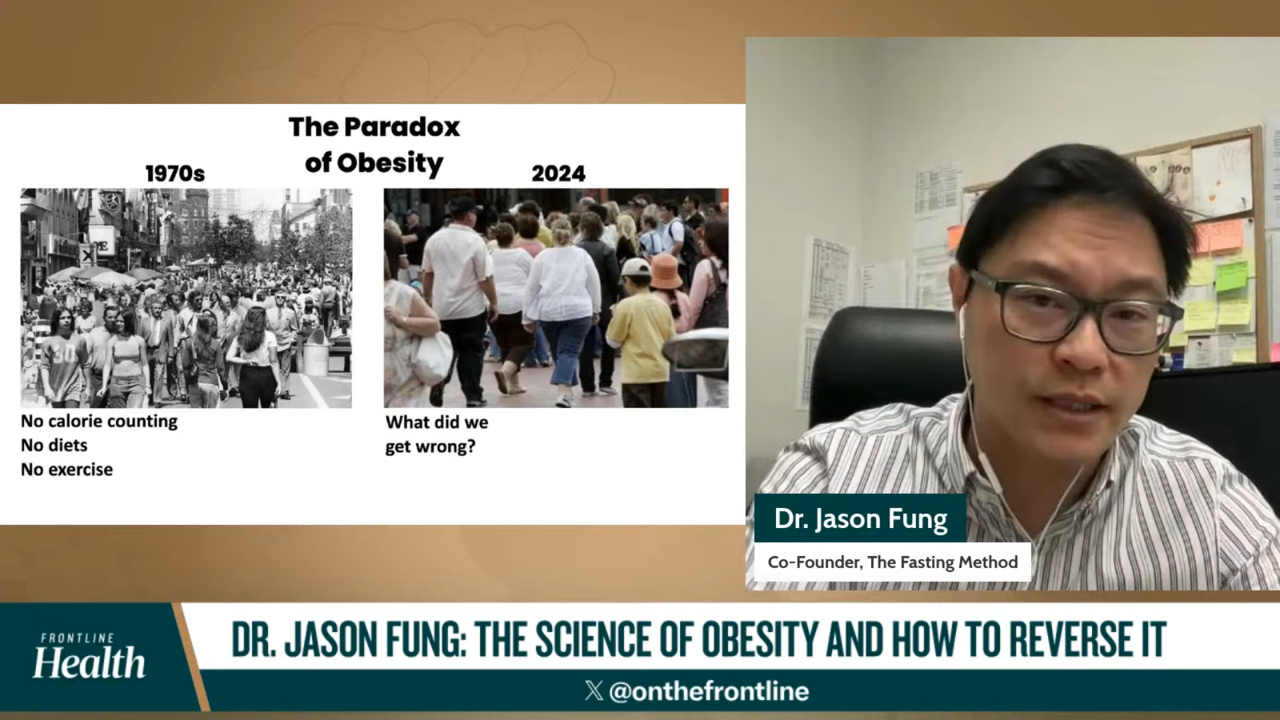 The Paradox
of Obesity
1970s
2024
No calorie counting
No diets
No exercise
What did we
get wrong?
Dr. Jason Fung
Co-Founder, The Fasting Method
FRONTLINE
Health
DR. JASON FUNG: THE SCIENCE OF OBESITY AND HOW TO REVERSE IT
X @onthefrontline